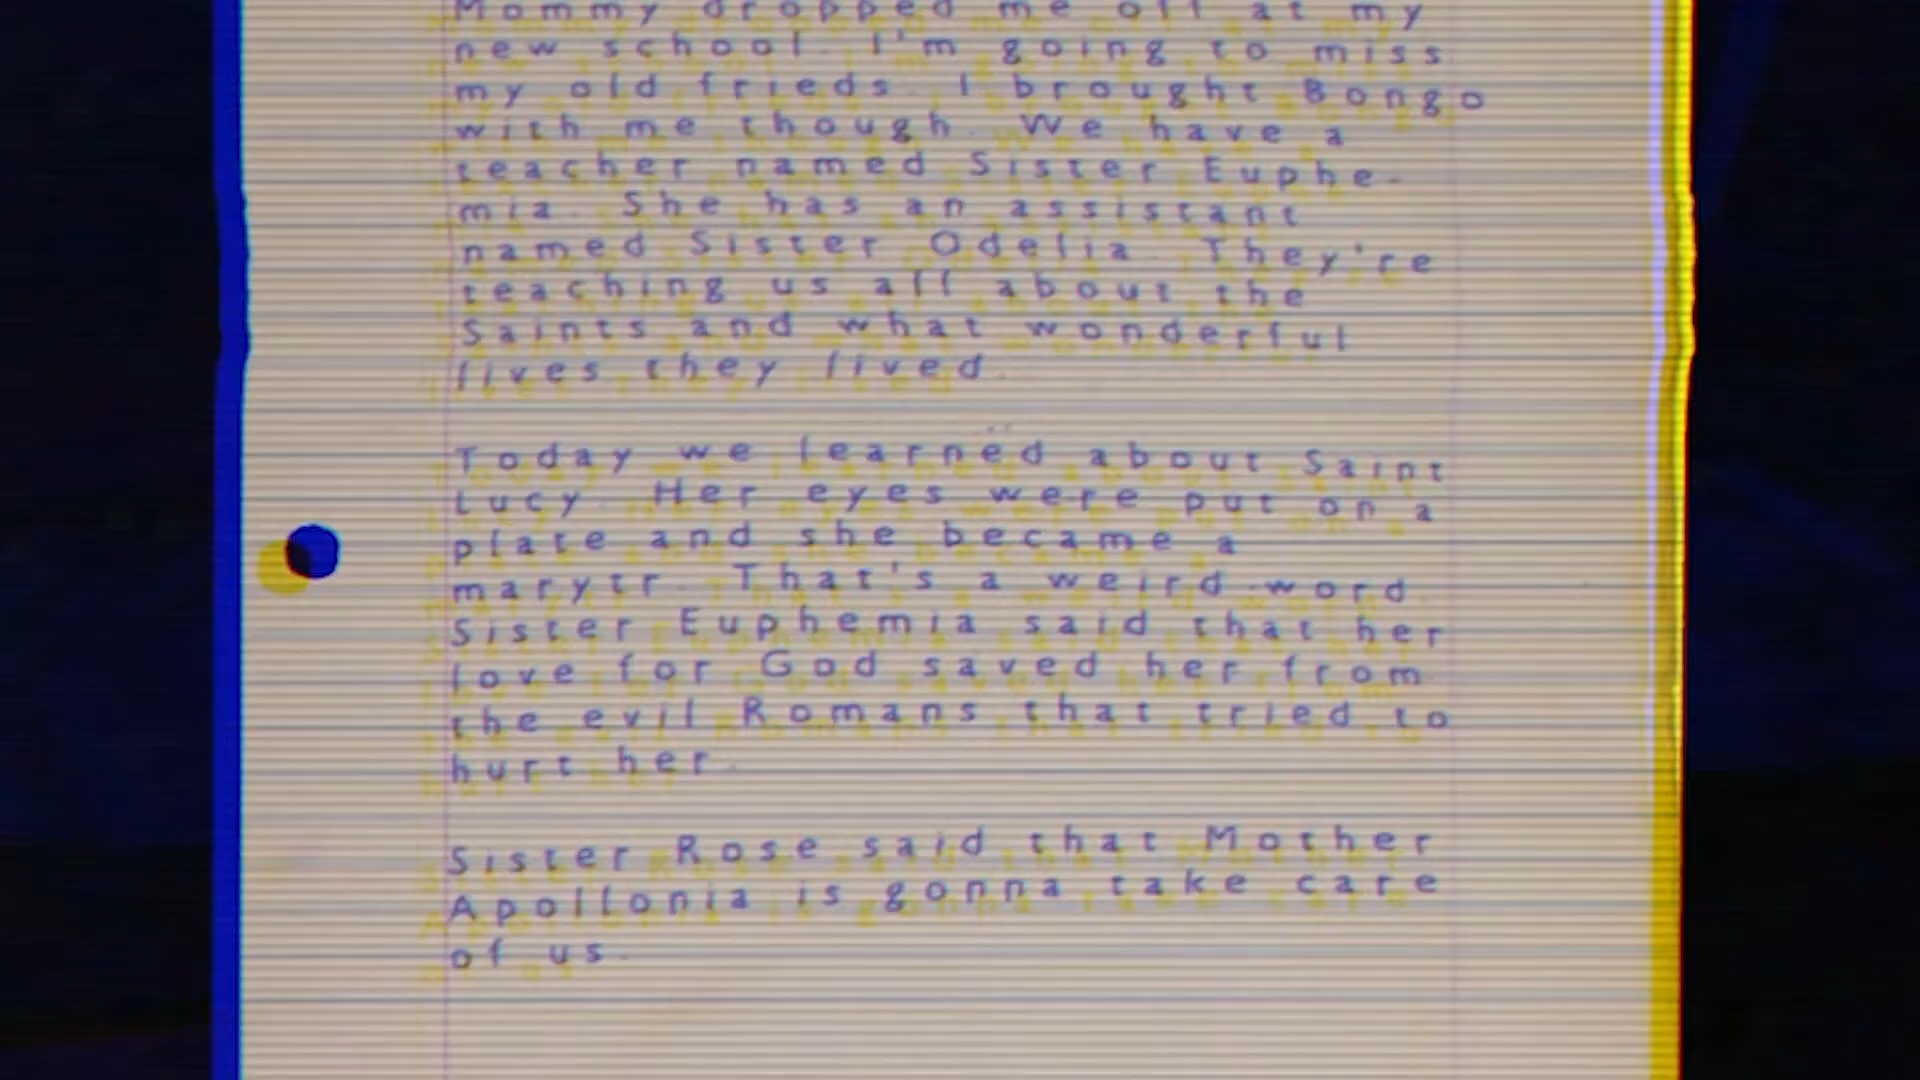 Mommy dropped me off at my
new school. I'm going to miss
my old frieds. I brought Bongo
with me though. We have a
teacher named Sister Euphe-
mia. She has an assistant
named Sister Odelia. They're
teaching us all about the
Saints and what wonderful
lives they lived.
Today we learned about Saint
Lucy. Her eyes were put on a
plate and she became a
marytr. That's a weird word.
Sister Euphemia said that her
love for God saved her from
the evil Romans that tried to
hurt her.
Sister Rose said that Mother
Apollonia is gonna take care
of us.